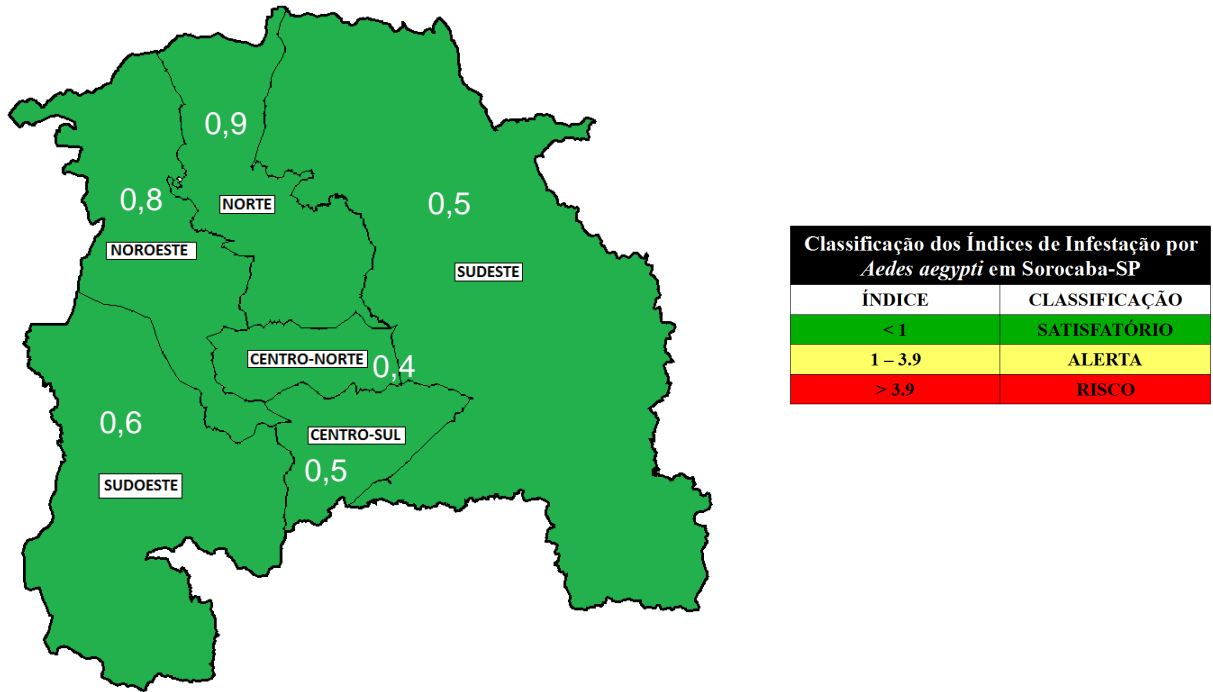 0,9
0,8
NORTE
0,5
NOROESTE
SUDESTE
CENTRO-NORTE
0,4
0,6
CENTRO-SUL
0,5
SUDOESTE
Classificação dos Índices de Infestação por
Aedes aegypti em Sorocaba-SP
ÍNDICE CLASSIFICAÇÃO
< 1 SATISFATÓRIO
1 – 3.9 ALERTA
> 3.9 RISCO